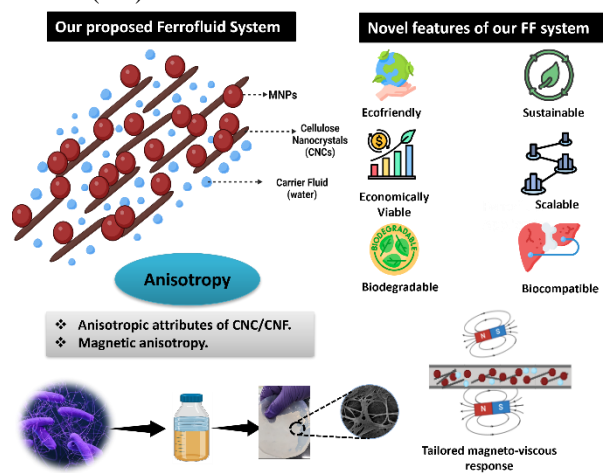 Our proposed Ferrofluid System
MNPs
Cellulose
Nanocrystals
(CNCs)
Carrier Fluid
(water)
Anisotropy
❖ Anisotropic attributes of CNC/CNF.
❖ Magnetic anisotropy.
Novel features of our FF system
Ecofriendly
Sustainable
Economically
Viable
Scalable
BIODEGRADABLE
Biodegradable
Biocompatible
N S
N S
Tailored magneto-viscous
response